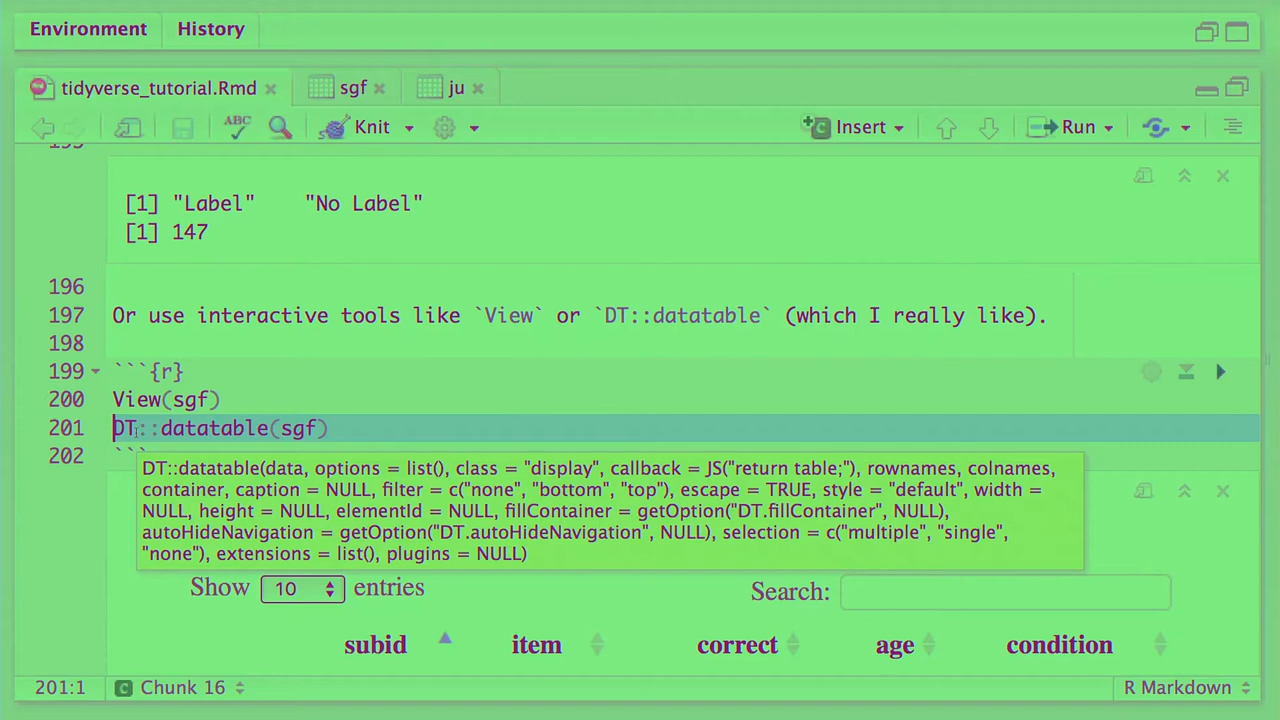 Environment History
tidyverse_tutorial.Rmd sgf ju
ABC Knit Insert Run
[1] "Label" "No Label"
[1] 147
196
197 Or use interactive tools like `View` or `DT::datatable` (which I really like).
198
199 ```{r}
200 View(sgf)
201 DT::datatable(sgf)
202 ```
DT::datatable(data, options = list(), class = "display", callback = JS("return table;"), rownames, colnames,
container, caption = NULL, filter = c("none", "bottom", "top"), escape = TRUE, style = "default", width =
NULL, height = NULL, elementId = NULL, fillContainer = getOption("DT.fillContainer", NULL),
autoHideNavigation = getOption("DT.autoHideNavigation", NULL), selection = c("multiple", "single",
"none"), extensions = list(), plugins = NULL)
Show 10 entries Search:
subid item correct age condition
201:1 C Chunk 16 R Markdown